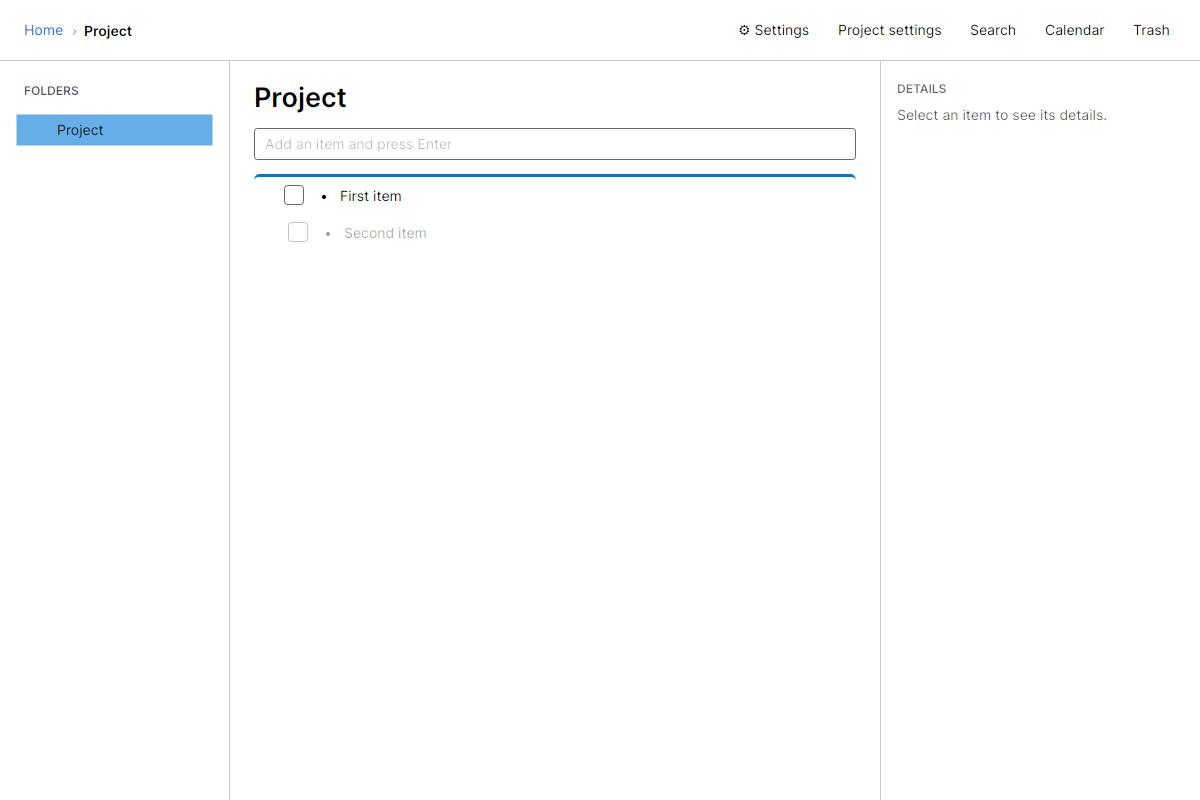 Home › Project
⚙ Settings
Project settings
Search
Calendar
Trash
FOLDERS
Project
Project
Add an item and press Enter
• First item
• Second item
DETAILS
Select an item to see its details.